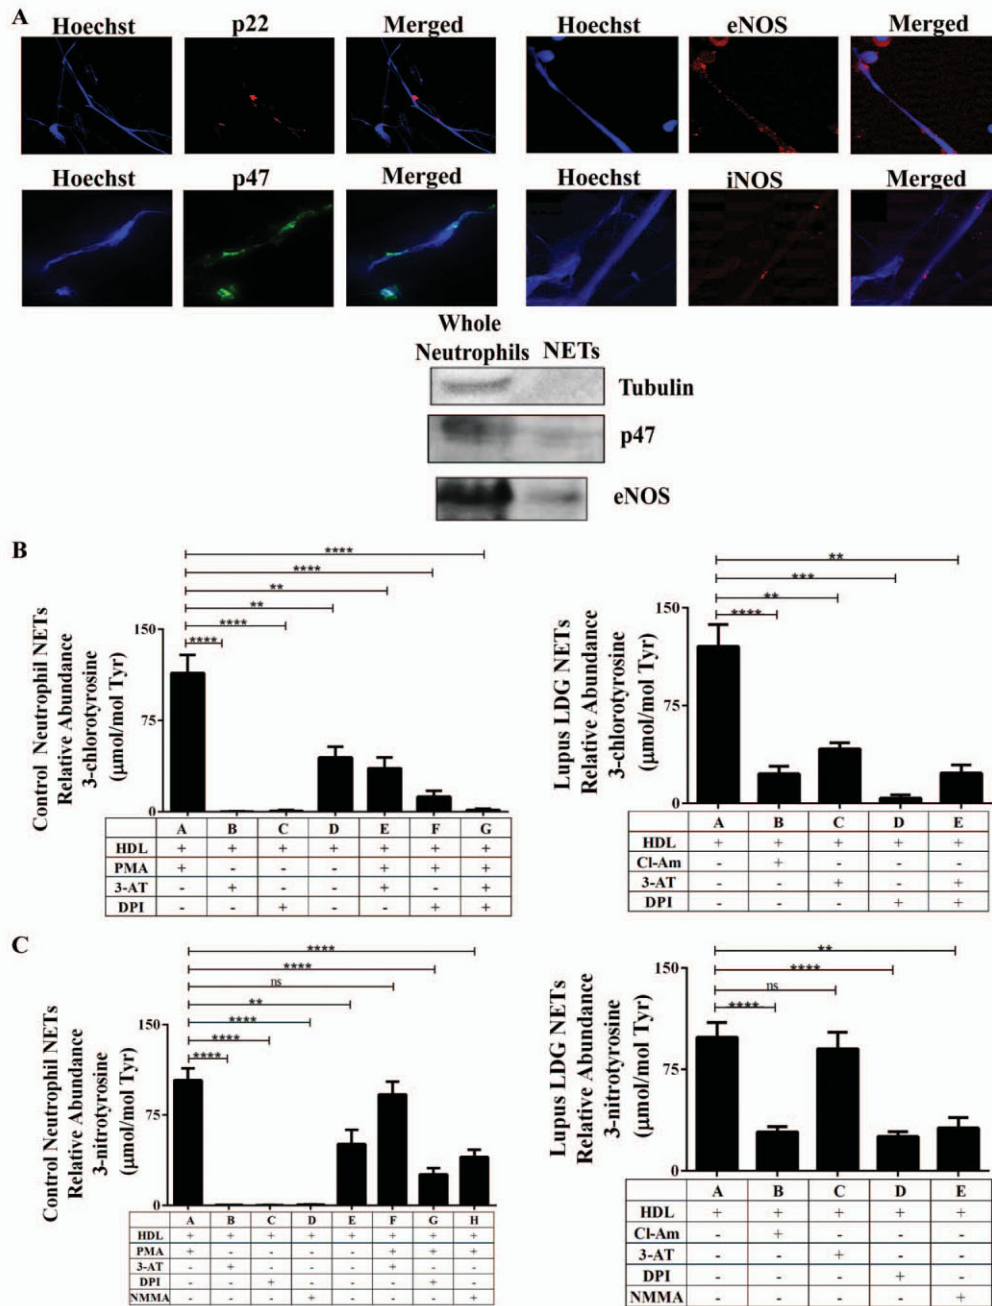 A
Hoechst p22 Merged Hoechst eNOS Merged
Hoechst p47 Merged Hoechst iNOS Merged
Whole
Neutrophils NETs
Tubulin
p47
eNOS
B
Control Neutrophil NETs
Relative Abundance
3-chlorotyrosine
(µmol/mol Tyr)
150
75
0
****
****
**
**
****
****
A B C D E F G
HDL + + + + + + +
PMA + - - - + + +
3-AT - + - - + - +
DPI - - + - - + +
Lupus LDG NETs
Relative Abundance
3-chlorotyrosine
(µmol/mol Tyr)
150
75
0
**
***
**
****
A B C D E
HDL + + + + +
Cl-Am - + - - -
3-AT - - + - +
DPI - - - + +
C
Control Neutrophil NETs
Relative Abundance
3-nitrotyrosine
(µmol/mol Tyr)
150
75
0
****
****
ns
**
****
****
****
A B C D E F G H
HDL + + + + + + + +
PMA + - - - - + + +
3-AT - + - - - + - -
DPI - - + - - - + -
NMMA - - - + - - - +
Lupus LDG NETs
Relative Abundance
3-nitrotyrosine
(µmol/mol Tyr)
150
75
0
**
****
ns
****
A B C D E
HDL + + + + +
Cl-Am - + - - -
3-AT - - + - -
DPI - - - + -
NMMA - - - - +